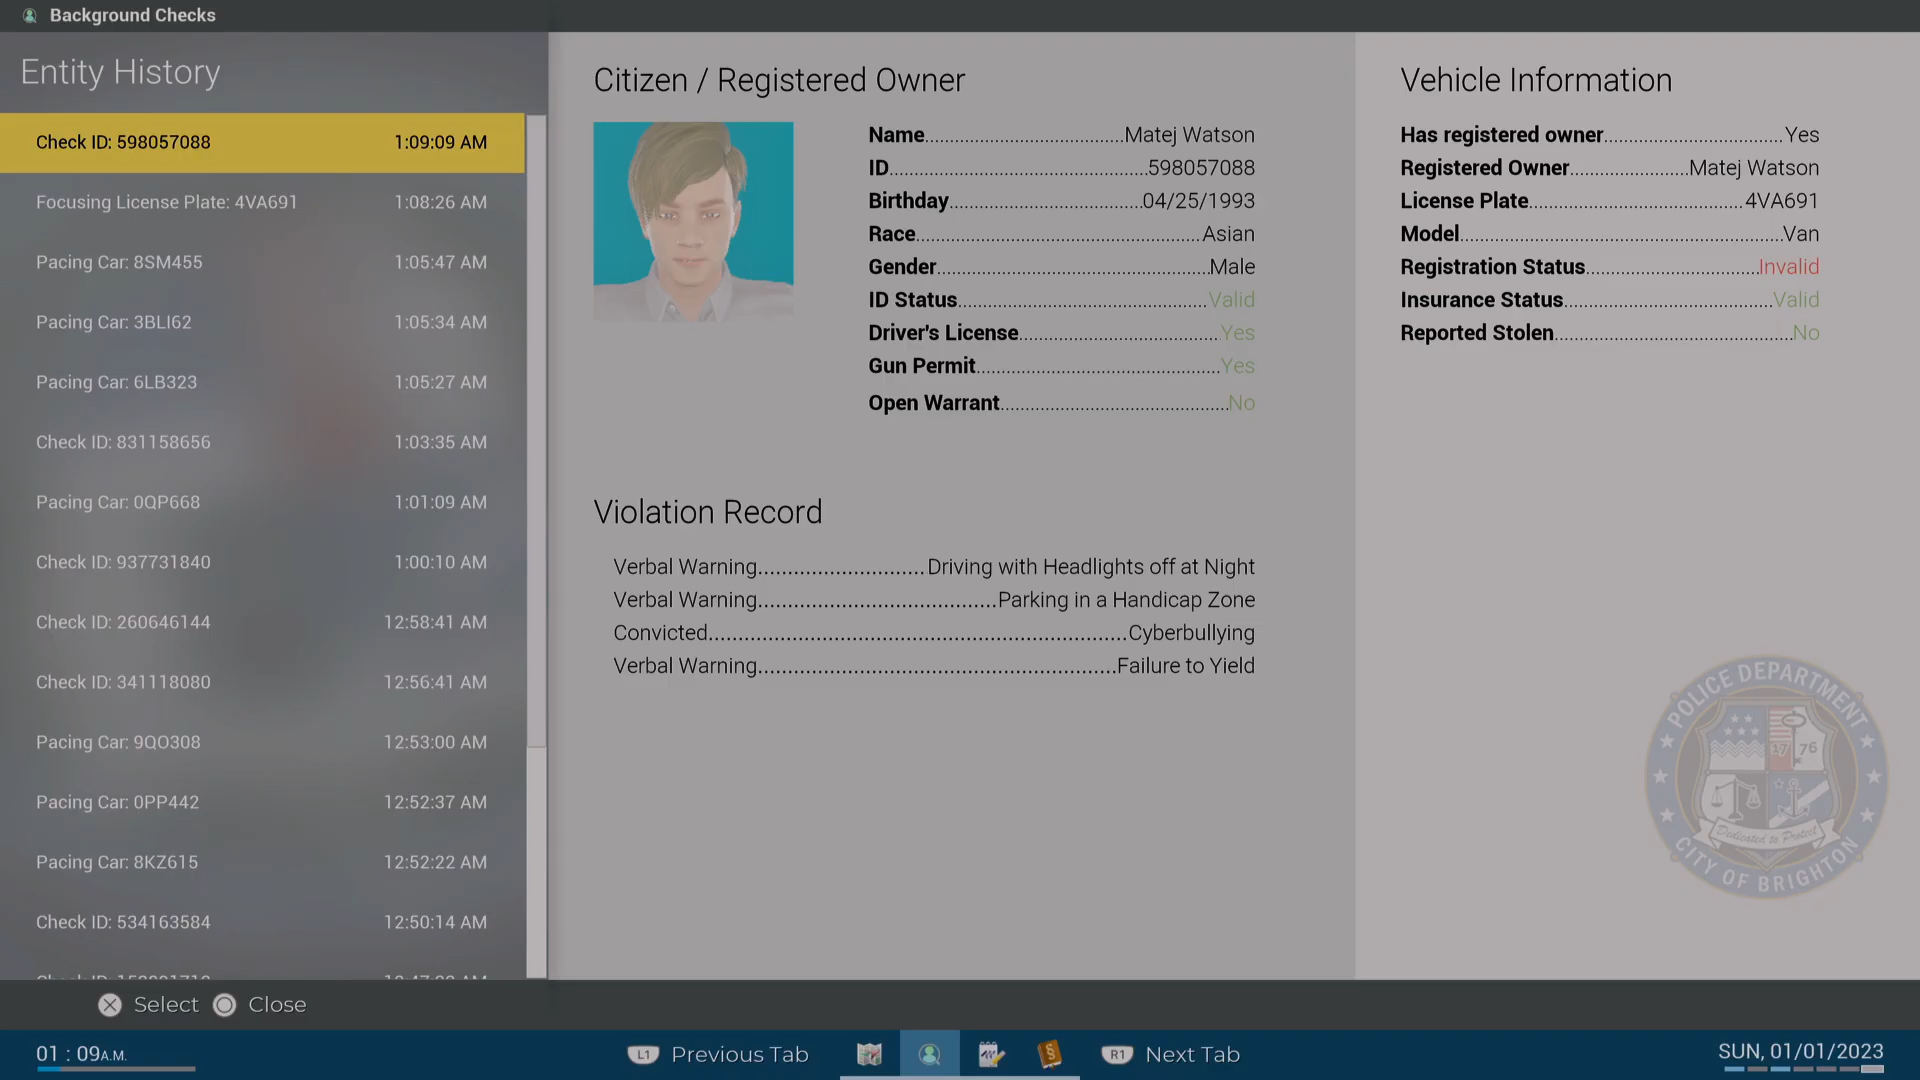 Background Checks
Entity History
Check ID: 598057088 1:09:09 AM
Focusing License Plate: 4VA691 1:08:26 AM
Pacing Car: 8SM455 1:05:47 AM
Pacing Car: 3BLI62 1:05:34 AM
Pacing Car: 6LB323 1:05:27 AM
Check ID: 831158656 1:03:35 AM
Pacing Car: 0QP668 1:01:09 AM
Check ID: 937731840 1:00:10 AM
Check ID: 260646144 12:58:41 AM
Check ID: 341118080 12:56:41 AM
Pacing Car: 9QO308 12:53:00 AM
Pacing Car: 0PP442 12:52:37 AM
Pacing Car: 8KZ615 12:52:22 AM
Check ID: 534163584 12:50:14 AM
Citizen / Registered Owner
Name Matej Watson
ID 598057088
Birthday 04/25/1993
Race Asian
Gender Male
ID Status Valid
Driver's License Yes
Gun Permit Yes
Open Warrant No
Violation Record
Verbal Warning Driving with Headlights off at Night
Verbal Warning Parking in a Handicap Zone
Convicted Cyberbullying
Verbal Warning Failure to Yield
Vehicle Information
Has registered owner Yes
Registered Owner Matej Watson
License Plate 4VA691
Model Van
Registration Status Invalid
Insurance Status Valid
Reported Stolen No
POLICE DEPARTMENT
17 76
Dedicated to Protect
CITY OF BRIGHTON
Select Close
01 : 09 A.M.
L1 Previous Tab
R1 Next Tab
SUN, 01/01/2023